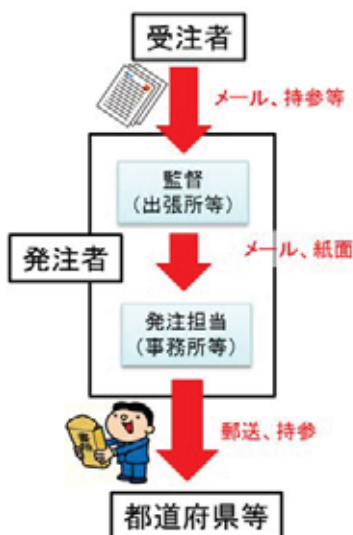 受注者
メール、持参等
監督
(出張所等)
発注者
メール、紙面
発注担当
(事務所等)
郵送、持参
都道府県等